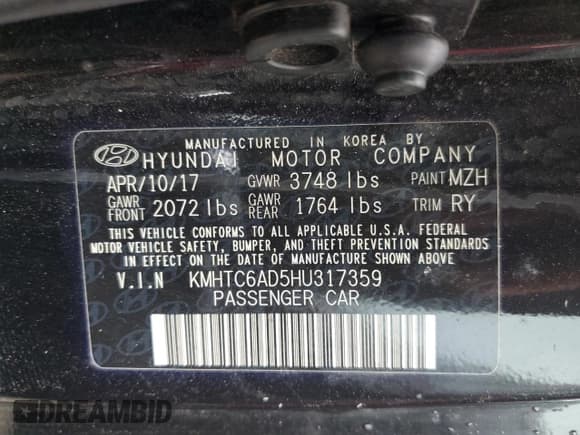 MANUFACTURED IN KOREA BY
HYUNDAI MOTOR COMPANY
APR/10/17 GVWR 3748 lbs PAINT MZH
GAWR FRONT 2072 lbs GAWR REAR 1764 lbs TRIM RY
THIS VEHICLE CONFORMS TO ALL APPLICABLE U.S.A. FEDERAL
MOTOR VEHICLE SAFETY, BUMPER, AND THEFT PREVENTION STANDARDS
IN EFFECT ON THE DATE OF MANUFACTURE SHOWN ABOVE
V.I.N KMHTC6AD5HU317359
PASSENGER CAR
DREAMBID